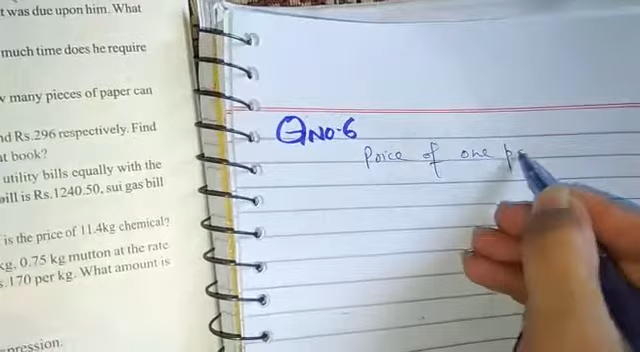 t was due upon him. What
much time does he require
w many pieces of paper can
nd Rs.296 respectively. Find
at book?
utility bills equally with the
bill is Rs.1240.50, sui gas bill
is the price of 11.4kg chemical?
kg, 0.75 kg mutton at the rate
s.170 per kg. What amount is
pression.
QNO.6
Price of one pe